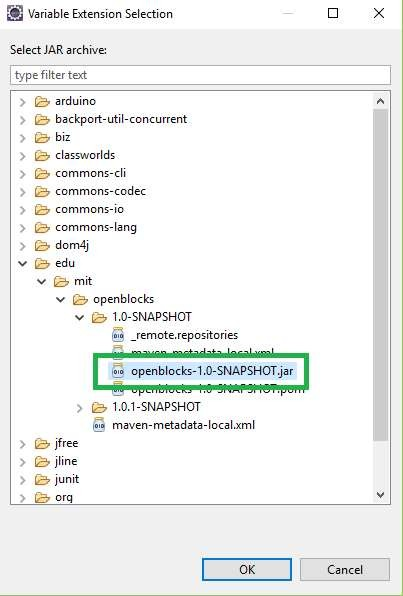 Variable Extension Selection
Select JAR archive:
type filter text
arduino
backport-util-concurrent
biz
classworlds
commons-cli
commons-codec
commons-io
commons-lang
dom4j
edu
mit
openblocks
1.0-SNAPSHOT
_remote.repositories
maven-metadata-local.xml
openblocks-1.0-SNAPSHOT.jar
openblocks-1.0-SNAPSHOT.pom
1.0.1-SNAPSHOT
maven-metadata-local.xml
jfree
jline
junit
org
OK
Cancel